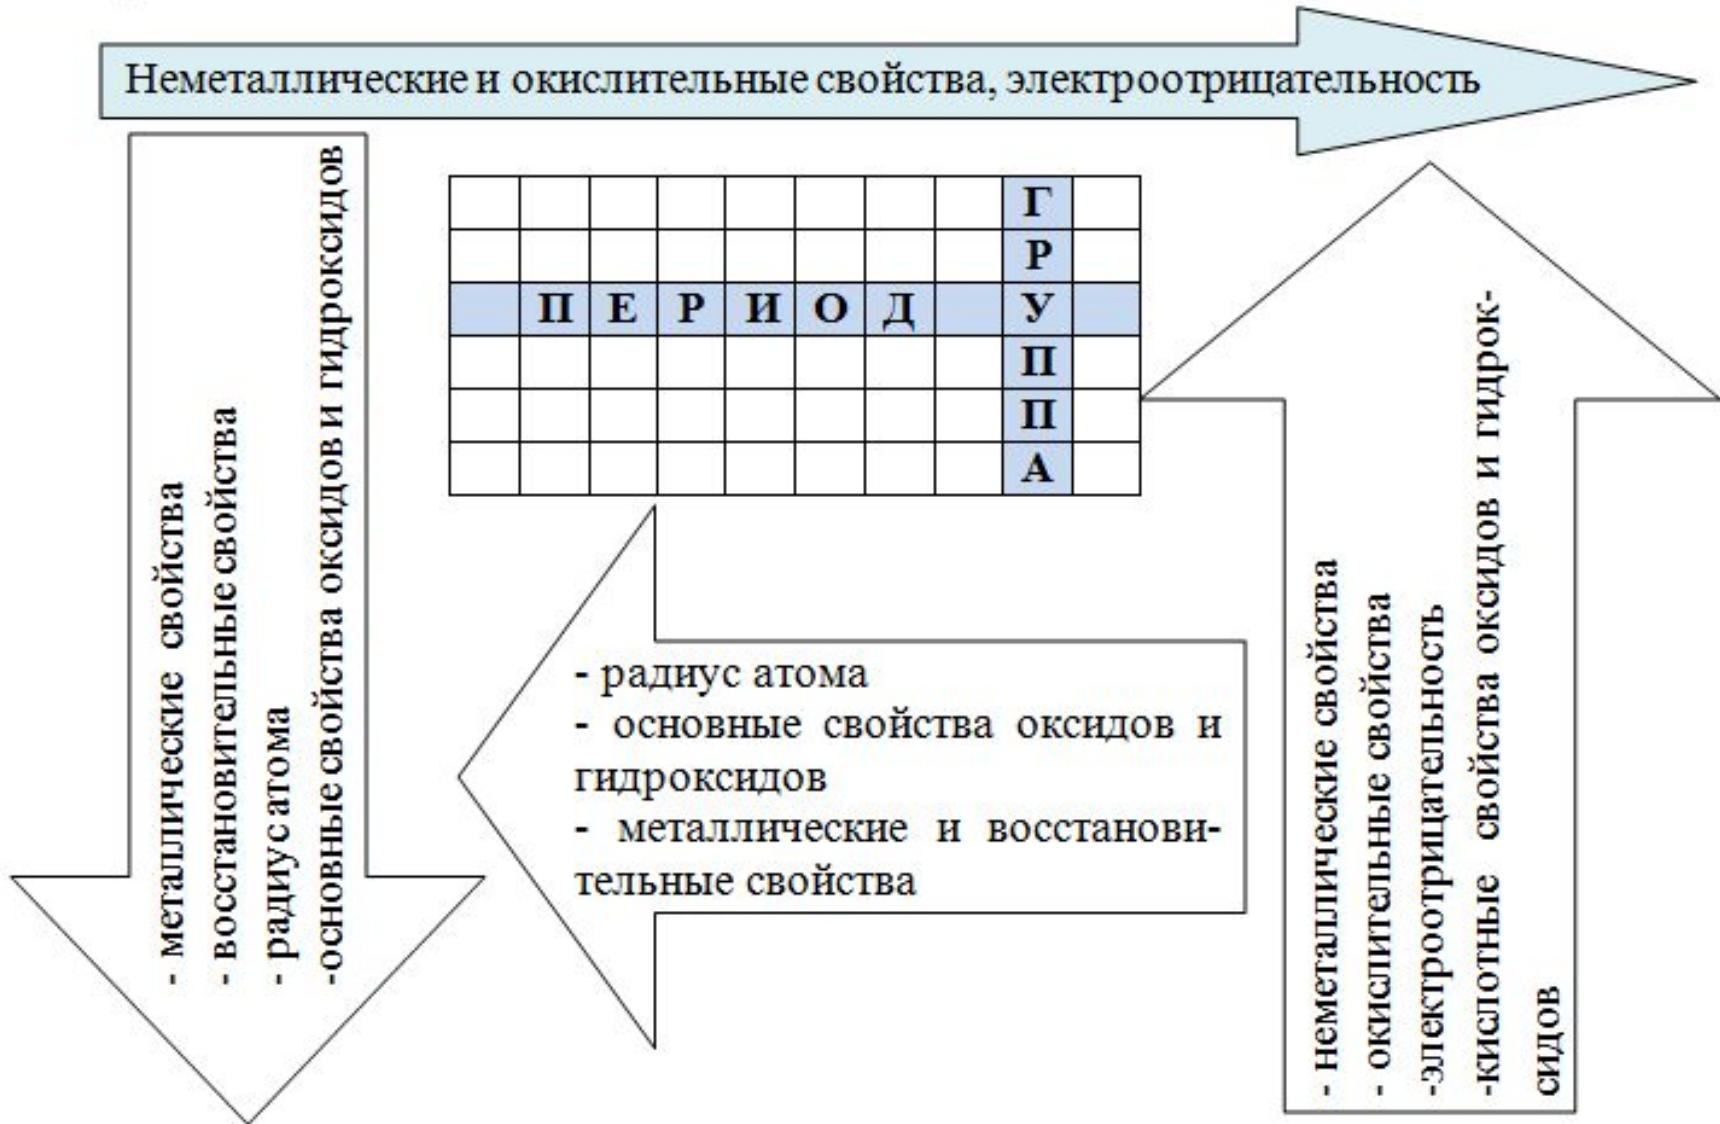 Неметаллические и окислительные свойства, электроотрицательность
- металлические свойства
- восстановительные свойства
- радиус атома
-основные свойства оксидов и гидроксидов
Г
Р
ПЕРИОД У
П
П
А
- радиус атома
- основные свойства оксидов и
гидроксидов
- металлические и восстанови-
тельные свойства
- неметаллические свойства
- окислительные свойства
-электроотрицательность
-кислотные свойства оксидов и гидрок-
сидов